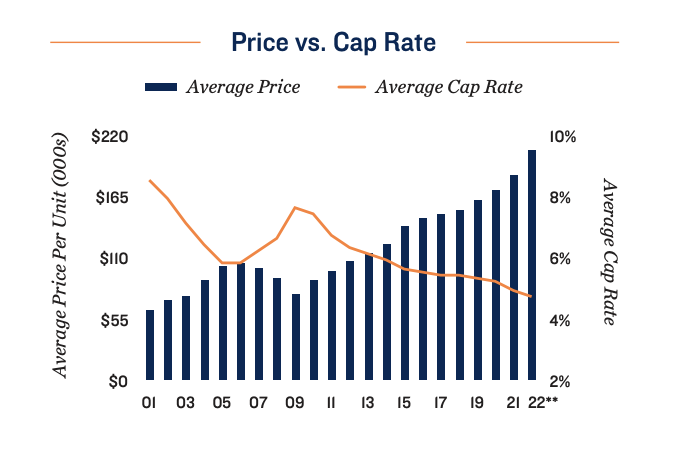 Price vs. Cap Rate
Average Price Average Cap Rate
Average Price Per Unit (000s)
$220
$165
$110
$55
$0
10%
8%
6%
4%
2%
Average Cap Rate
01 03 05 07 09 11 13 15 17 19 21 22**